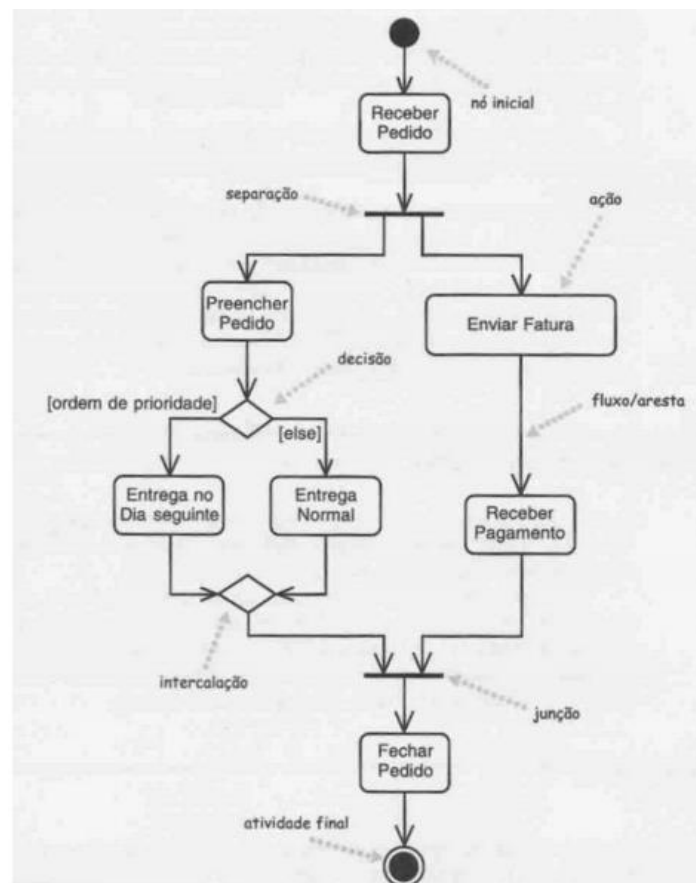 nó inicial
Receber
Pedido
separação
ação
Preencher
Pedido
Enviar Fatura
decisão
[ordem de prioridade]
[else]
fluxo/aresta
Entrega no
Dia seguinte
Entrega
Normal
Receber
Pagamento
intercalação
junção
Fechar
Pedido
atividade final